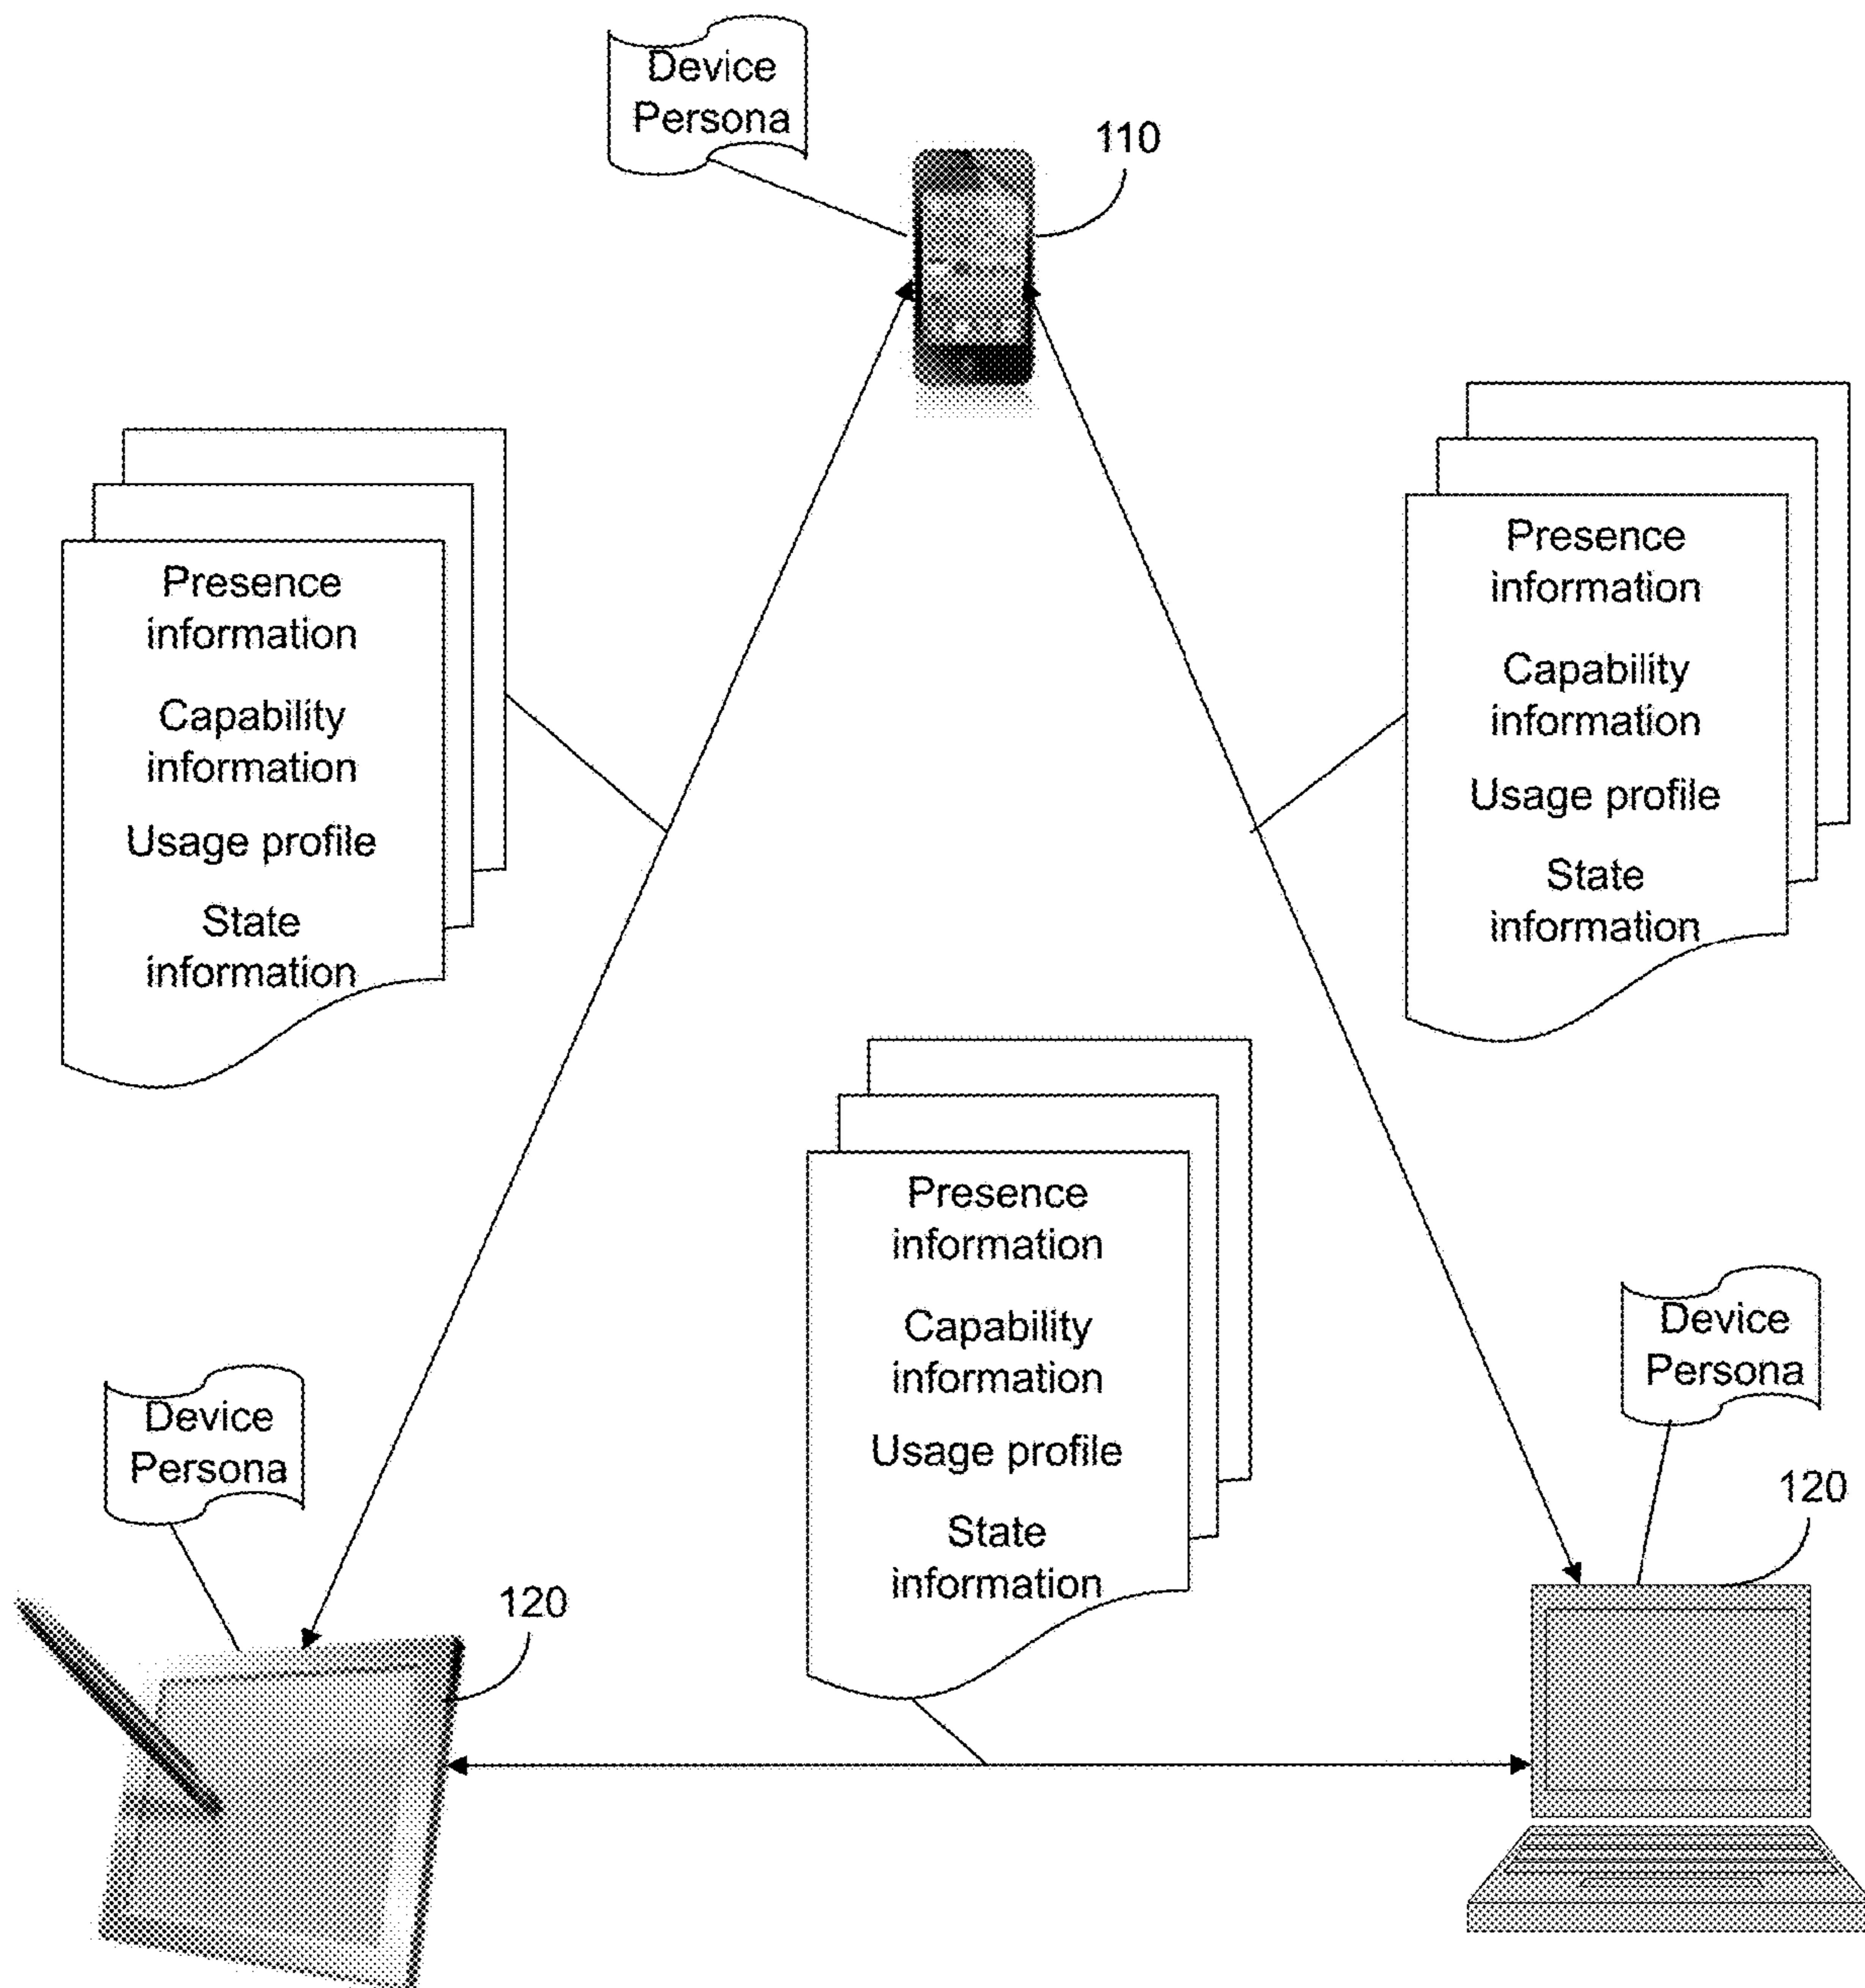 Device
Persona
110
Presence
information
Capability
information
Usage profile
State
information
Presence
information
Capability
information
Usage profile
State
information
Presence
information
Capability
information
Usage profile
State
information
Device
Persona
120
Device
Persona
120